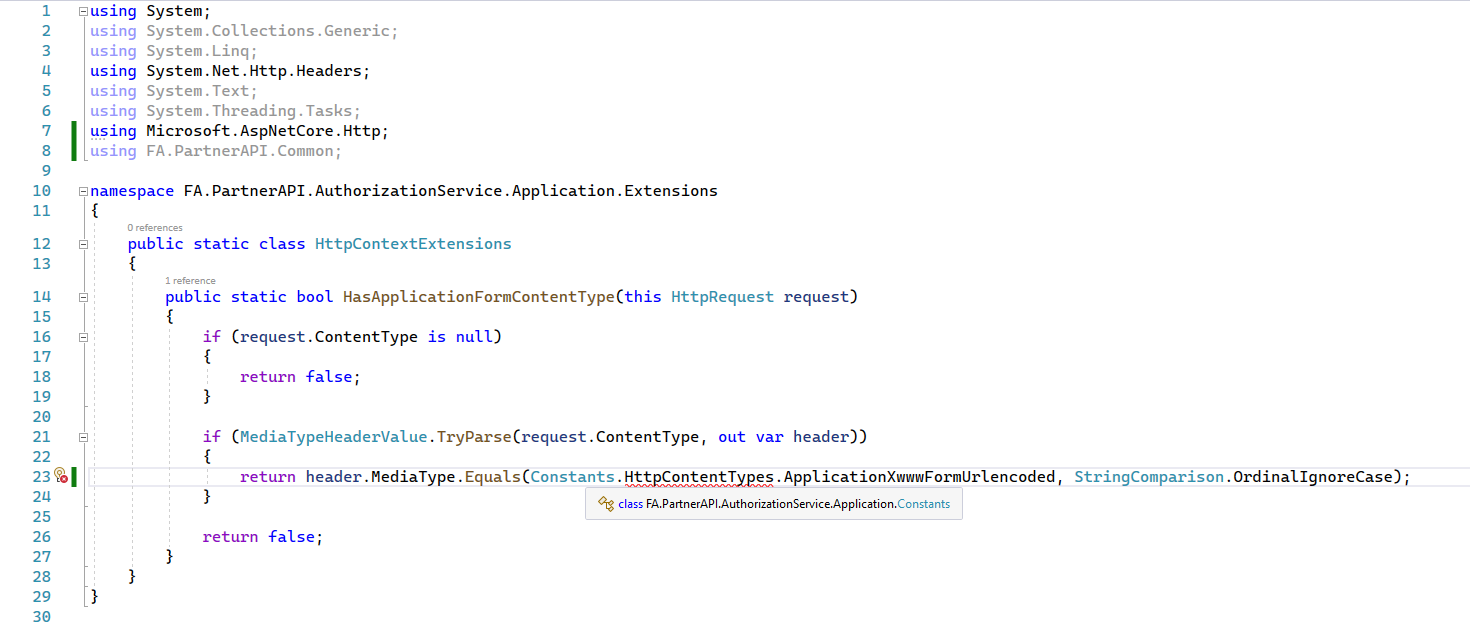 1 using System;
2 using System.Collections.Generic;
3 using System.Linq;
4 using System.Net.Http.Headers;
5 using System.Text;
6 using System.Threading.Tasks;
7 using Microsoft.AspNetCore.Http;
8 using FA.PartnerAPI.Common;
9
10 namespace FA.PartnerAPI.AuthorizationService.Application.Extensions
11 {
0 references
12 public static class HttpContextExtensions
13 {
1 reference
14 public static bool HasApplicationFormContentType(this HttpRequest request)
15 {
16 if (request.ContentType is null)
17 {
18 return false;
19 }
20
21 if (MediaTypeHeaderValue.TryParse(request.ContentType, out var header))
22 {
23 return header.MediaType.Equals(Constants.HttpContentTypes.ApplicationXwwwFormUrlencoded, StringComparison.OrdinalIgnoreCase);
24 }
class FA.PartnerAPI.AuthorizationService.Application.Constants
25
26 return false;
27 }
28 }
29 }
30